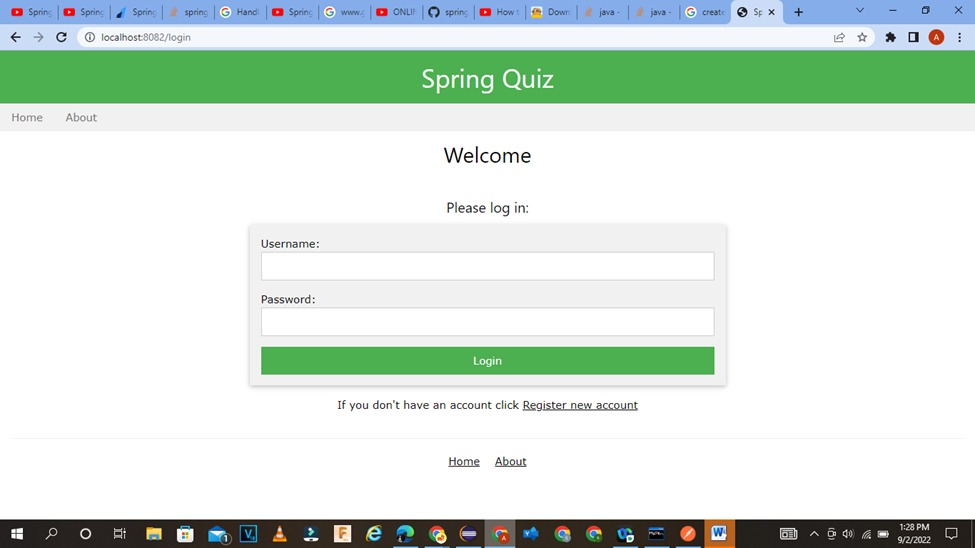 Spring
Spring
Spring
spring
Handl
Spring
www.g
ONLI
spring
How t
Down
java -
java -
create
Sp
localhost:8082/login
A
Spring Quiz
Home About
Welcome
Please log in:
Username:
Password:
Login
If you don't have an account click Register new account
Home About
1:28 PM
9/2/2022